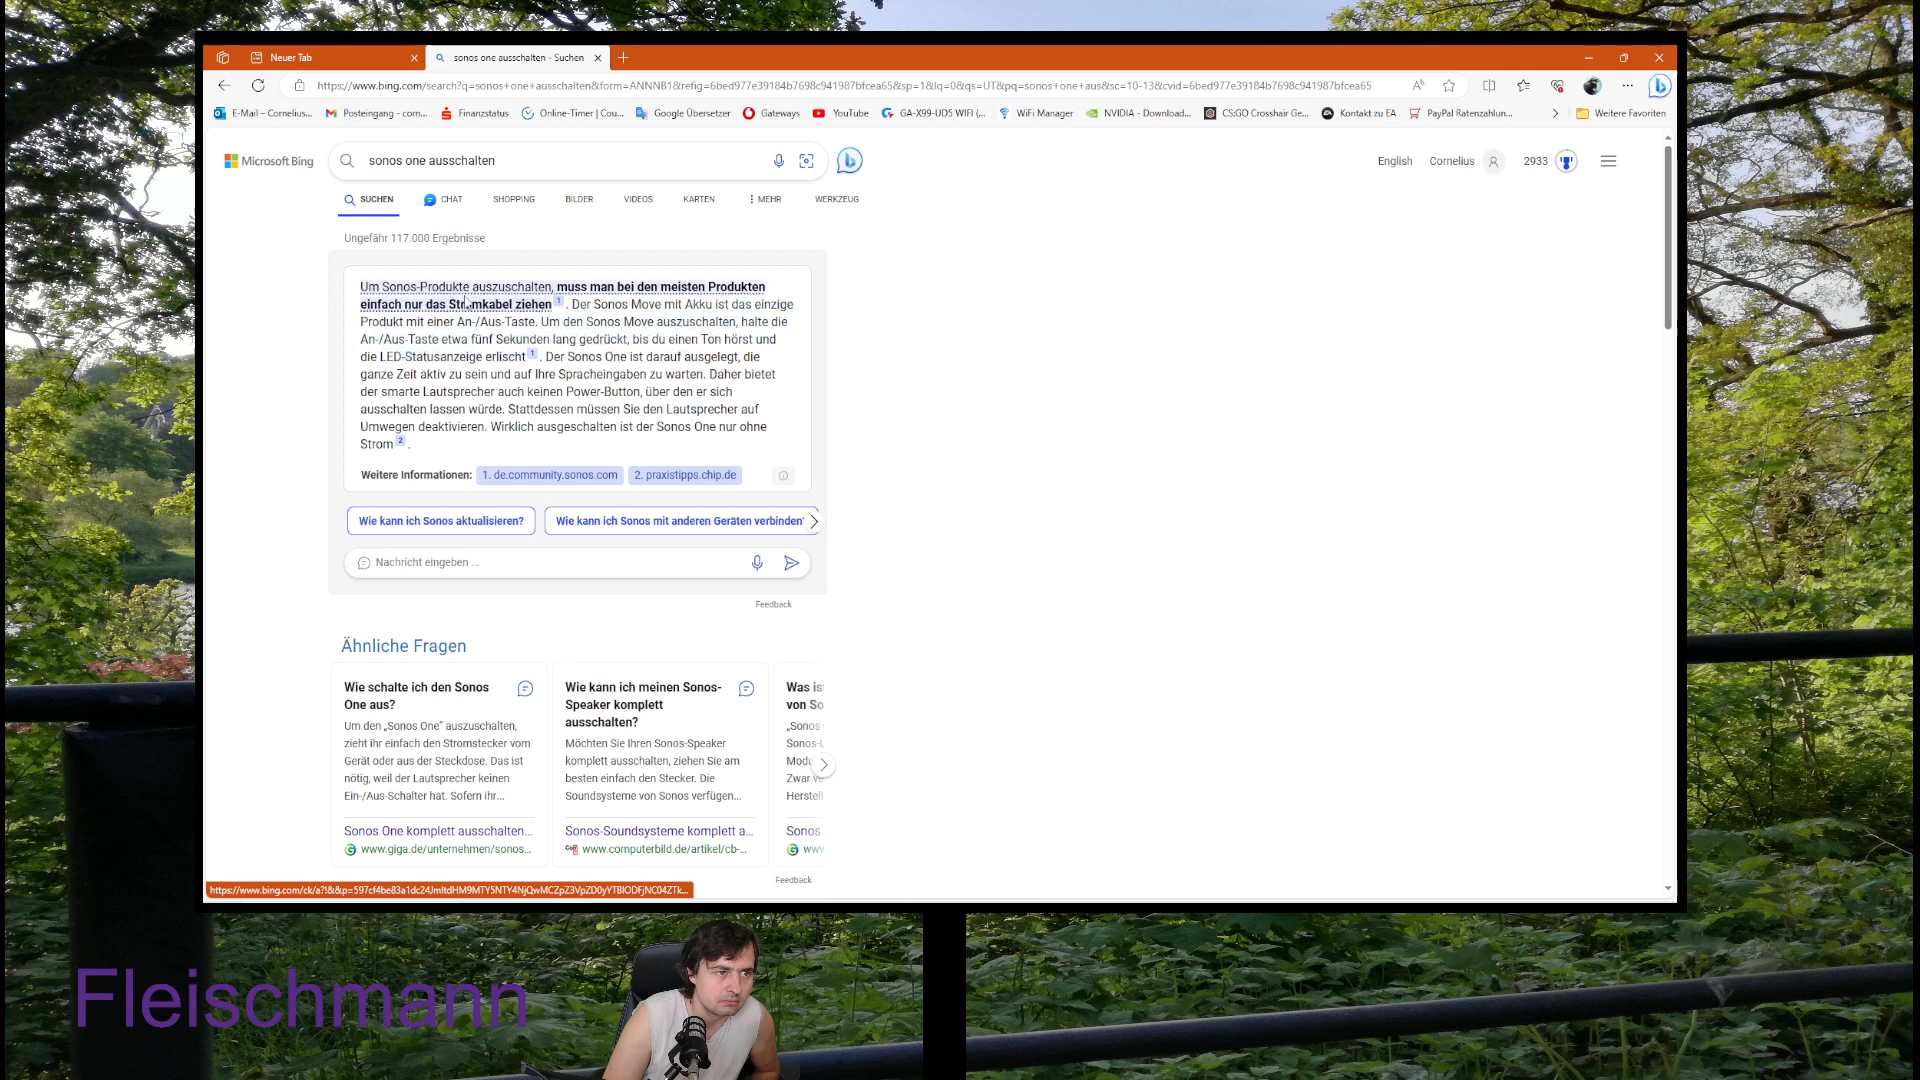 Neuer Tab
sonos one ausschalten - Suchen
https://www.bing.com/search?q=sonos+one+ausschalten&form=ANNNB1&refig=6bed977e39184b7698c941987bfcea65&sp=1&lq=0&qs=UT&pq=sonos+one+aus&sc=10-13&cvid=6bed977e39184b7698c941987bfcea65
E-Mail – Cornelius...
Posteingang - corn...
Finanzstatus
Online-Timer | Cou...
Google Übersetzer
Gateways
YouTube
GA-X99-UD5 WIFI (...
WiFi Manager
NVIDIA - Download...
CS:GO Crosshair Ge...
Kontakt zu EA
PayPal Ratenzahlun...
Weitere Favoriten
Microsoft Bing
sonos one ausschalten
English
Cornelius
2933
SUCHEN
CHAT
SHOPPING
BILDER
VIDEOS
KARTEN
MEHR
WERKZEUG
Ungefähr 117.000 Ergebnisse
Um Sonos-Produkte auszuschalten, muss man bei den meisten Produkten
einfach nur das Stromkabel ziehen 1 . Der Sonos Move mit Akku ist das einzige
Produkt mit einer An-/Aus-Taste. Um den Sonos Move auszuschalten, halte die
An-/Aus-Taste etwa fünf Sekunden lang gedrückt, bis du einen Ton hörst und
die LED-Statusanzeige erlischt 1 . Der Sonos One ist darauf ausgelegt, die
ganze Zeit aktiv zu sein und auf Ihre Spracheingaben zu warten. Daher bietet
der smarte Lautsprecher auch keinen Power-Button, über den er sich
ausschalten lassen würde. Stattdessen müssen Sie den Lautsprecher auf
Umwegen deaktivieren. Wirklich ausgeschalten ist der Sonos One nur ohne
Strom 2 .
Weitere Informationen: 1. de.community.sonos.com 2. praxistipps.chip.de
Wie kann ich Sonos aktualisieren?
Wie kann ich Sonos mit anderen Geräten verbinden?
Nachricht eingeben ...
Feedback
Ähnliche Fragen
Wie schalte ich den Sonos
One aus?
Um den „Sonos One“ auszuschalten,
zieht ihr einfach den Stromstecker vom
Gerät oder aus der Steckdose. Das ist
nötig, weil der Lautsprecher keinen
Ein-/Aus-Schalter hat. Sofern ihr...
Sonos One komplett ausschalten...
www.giga.de/unternehmen/sonos...
Wie kann ich meinen Sonos-
Speaker komplett
ausschalten?
Möchten Sie Ihren Sonos-Speaker
komplett ausschalten, ziehen Sie am
besten einfach den Stecker. Die
Soundsysteme von Sonos verfügen...
Sonos-Soundsysteme komplett a...
www.computerbild.de/artikel/cb-...
Was ist
von So
„Sonos
Sonos-L
Modu
Zwar ve
Herstell
Sonos
www
Feedback
Fleischmann